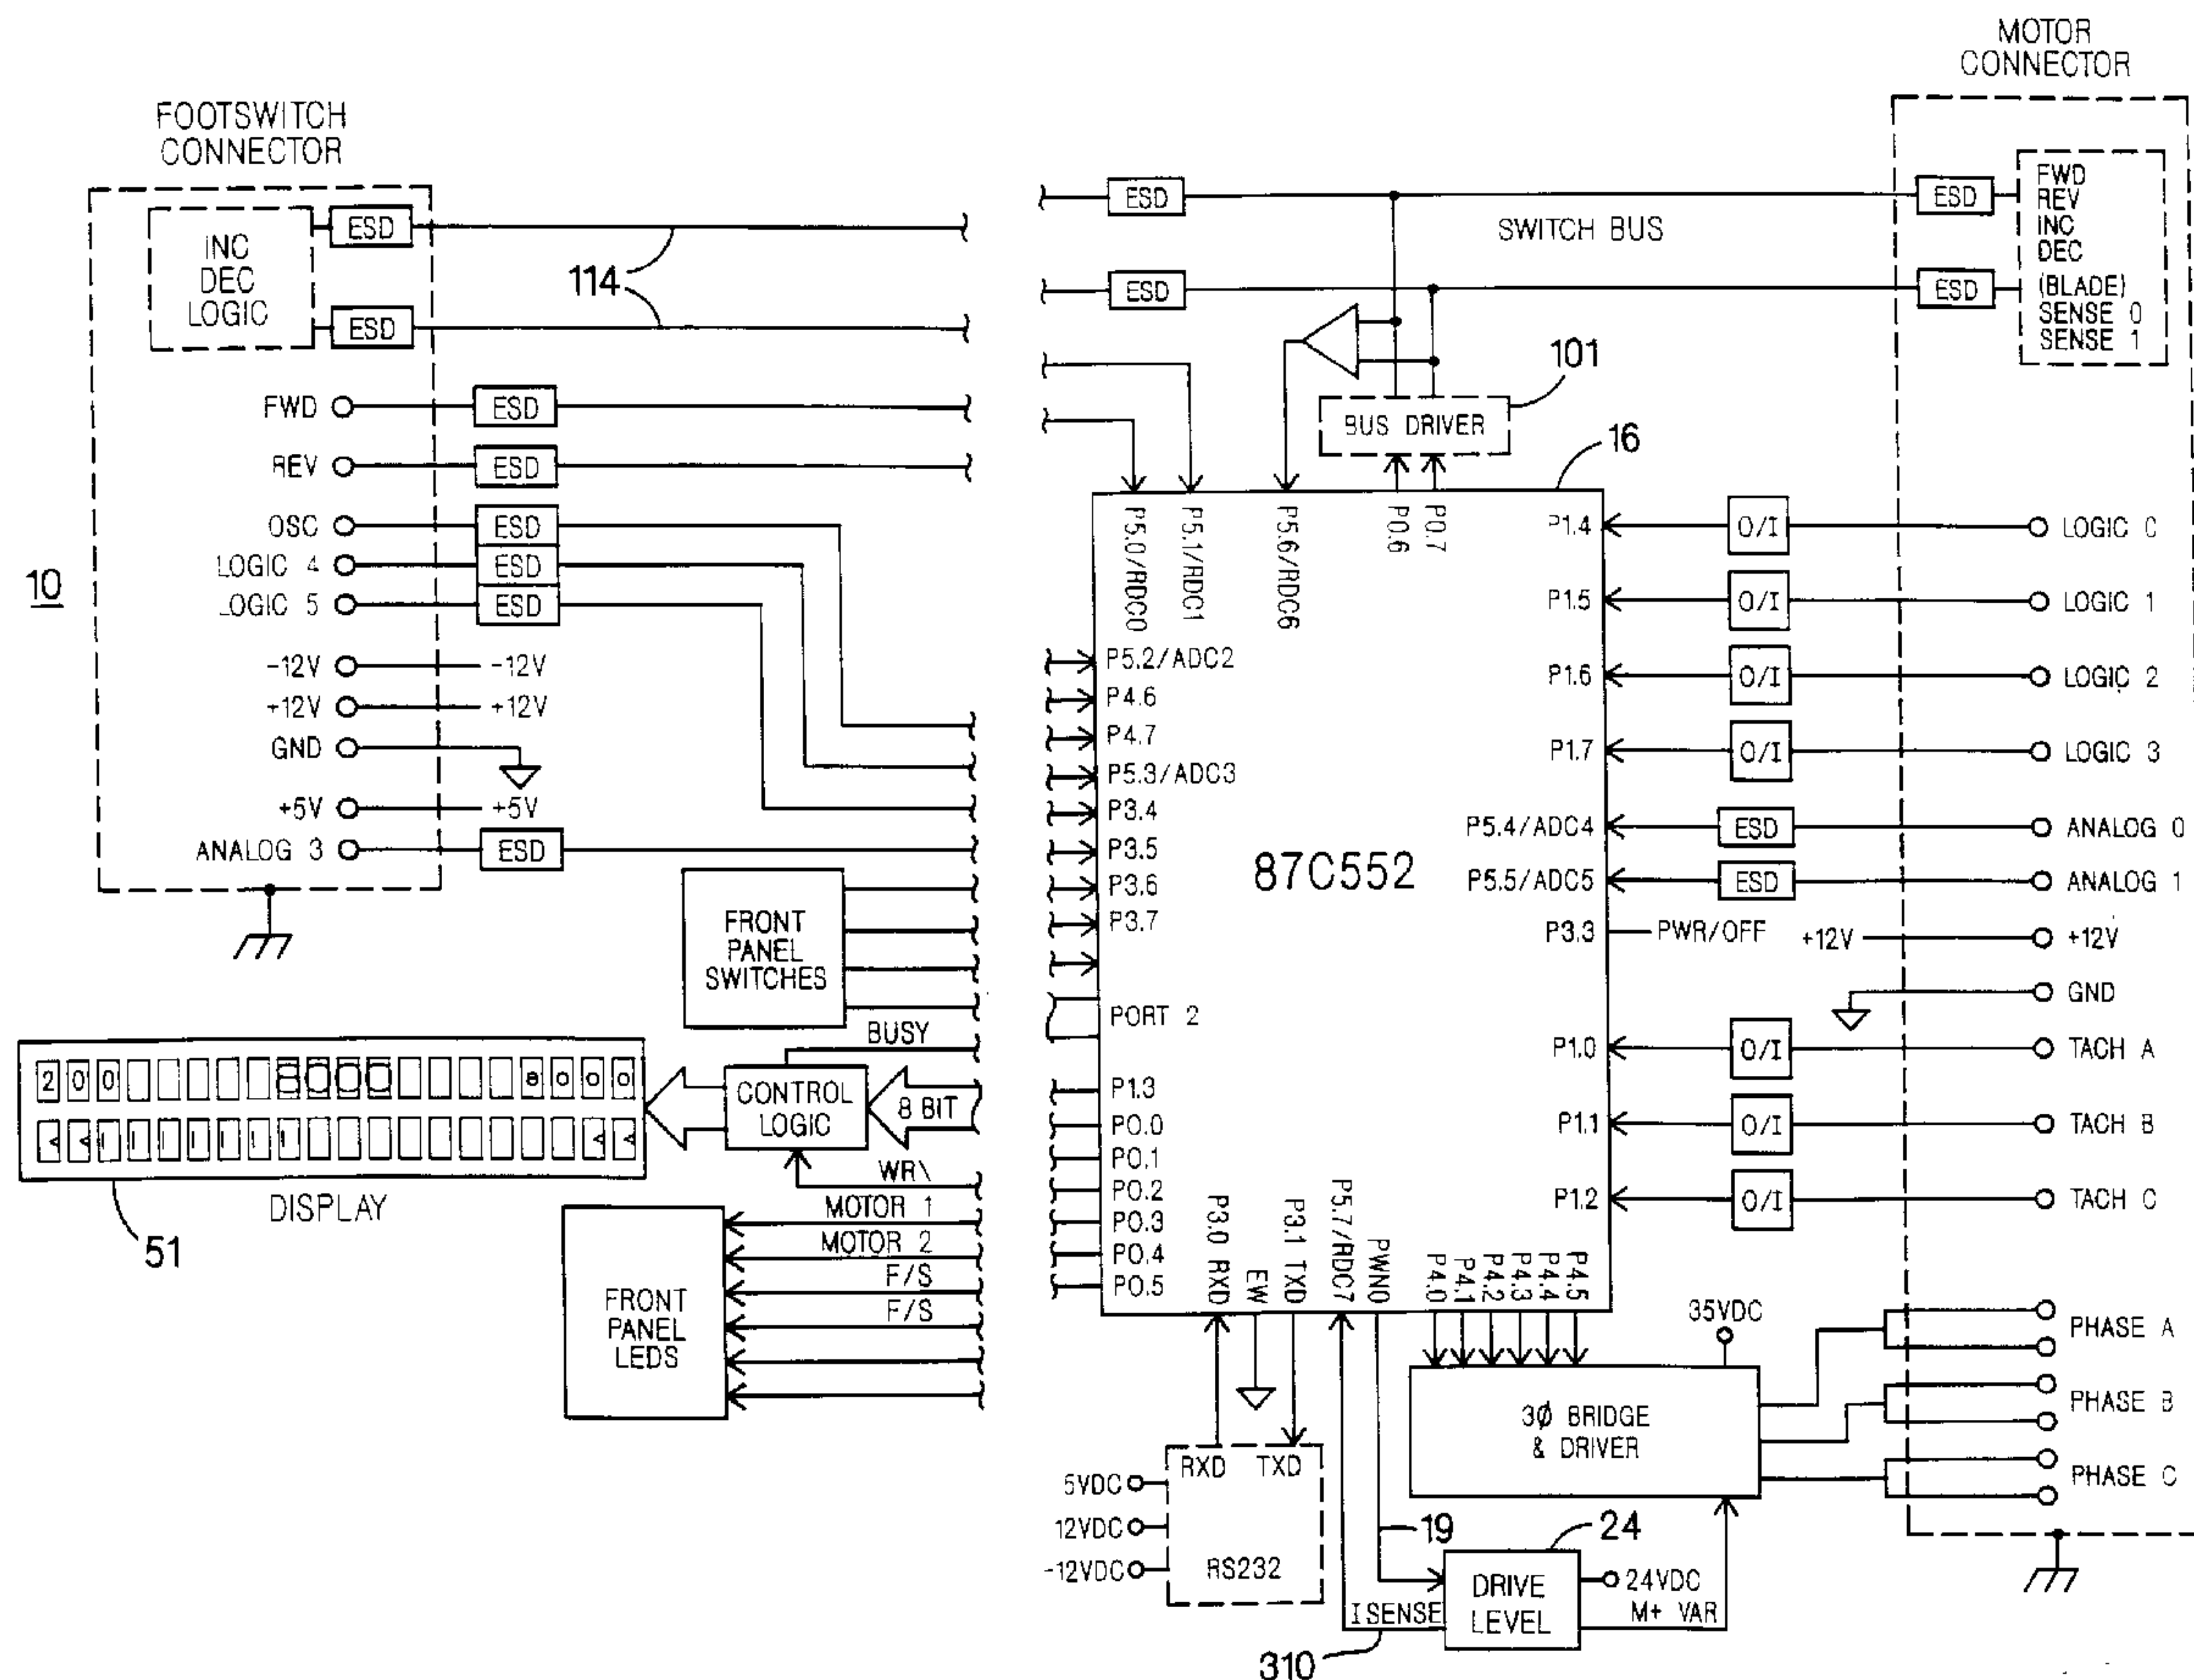 MOTOR
CONNECTOR
FOOTSWITCH
CONNECTOR
INC
DEC
LOGIC
ESD
ESD
114
FWD
ESD
REV
ESD
OSC
ESD
LOGIC 4
ESD
LOGIC 5
ESD
10
-12V
-12V
+12V
+12V
GND
+5V
+5V
ANALOG 3
ESD
FRONT
PANEL
SWITCHES
BUSY
CONTROL
LOGIC
8 BIT
WR\
200
DISPLAY
51
MOTOR 1
MOTOR 2
F/S
F/S
FRONT
PANEL
LEDS
ESD
ESD
SWITCH BUS
ESD
ESD
FWD
REV
INC
DEC
(BLADE)
SENSE 0
SENSE 1
101
BUS DRIVER
16
P5.0/RDC0
P5.1/RDC1
P5.6/RDC6
P0.6
P0.7
P5.2/ADC2
P4.6
P4.7
P5.3/ADC3
P3.4
P3.5
P3.6
P3.7
PORT 2
P1.3
P0.0
P0.1
P0.2
P0.3
P0.4
P0.5
87C552
P1.4
O/I
LOGIC 0
P1.5
O/I
LOGIC 1
P1.6
O/I
LOGIC 2
P1.7
O/I
LOGIC 3
P5.4/ADC4
ESD
ANALOG 0
P5.5/ADC5
ESD
ANALOG 1
P3.3
PWR/OFF
+12V
+12V
GND
P1.0
O/I
TACH A
P1.1
O/I
TACH B
P1.2
O/I
TACH C
P3.0 RXD
EW
P3.1 TXD
P5.7/RDC7
PWN0
P4.0
P4.1
P4.2
P4.3
P4.4
P4.5
35VDC
3Ø BRIDGE
& DRIVER
PHASE A
PHASE B
PHASE C
RXD TXD
5VDC
12VDC
-12VDC
RS232
19
24
DRIVE
LEVEL
24VDC
M+ VAR
I SENSE
310